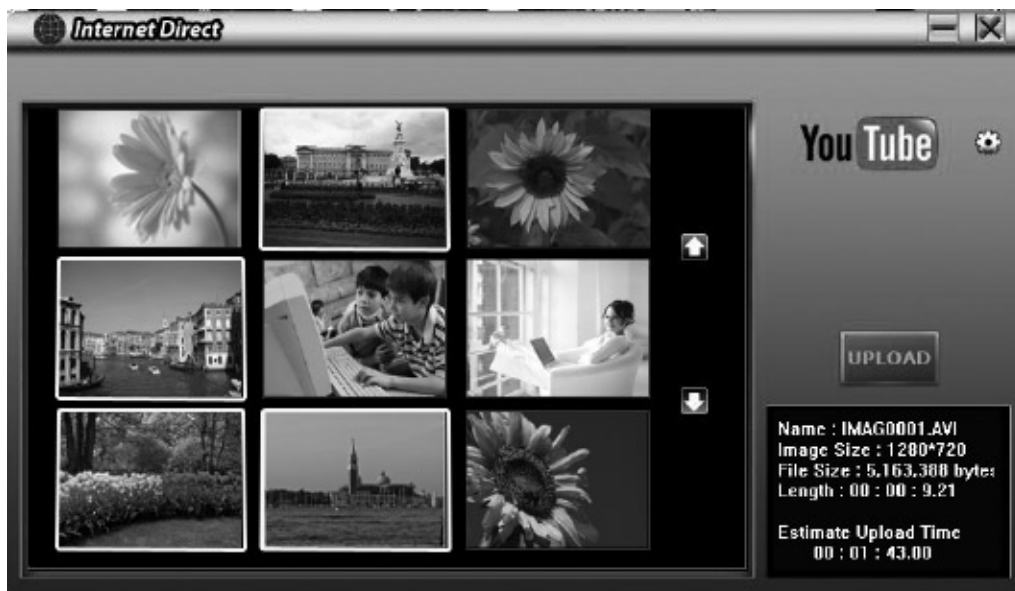 Internet Direct
You Tube
UPLOAD
Name : IMAG0001.AVI
Image Size : 1280*720
File Size : 5,163,388 bytes
Length : 00 : 00 : 9.21
Estimate Upload Time
00 : 01 : 43.00